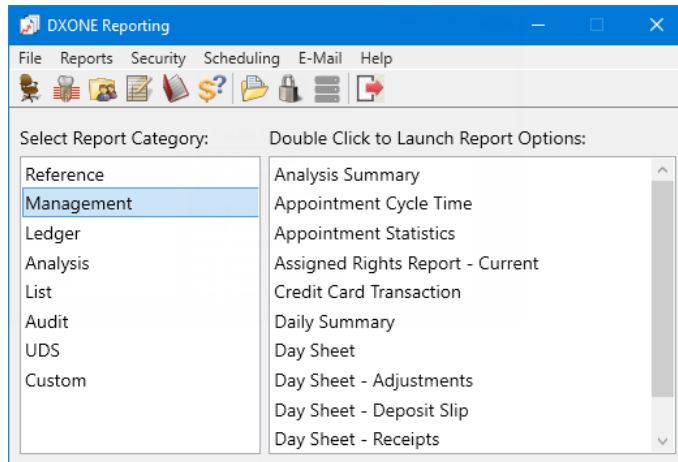 DXONE Reporting
File Reports Security Scheduling E-Mail Help
Select Report Category:
Reference
Management
Ledger
Analysis
List
Audit
UDS
Custom
Double Click to Launch Report Options:
Analysis Summary
Appointment Cycle Time
Appointment Statistics
Assigned Rights Report - Current
Credit Card Transaction
Daily Summary
Day Sheet
Day Sheet - Adjustments
Day Sheet - Deposit Slip
Day Sheet - Receipts